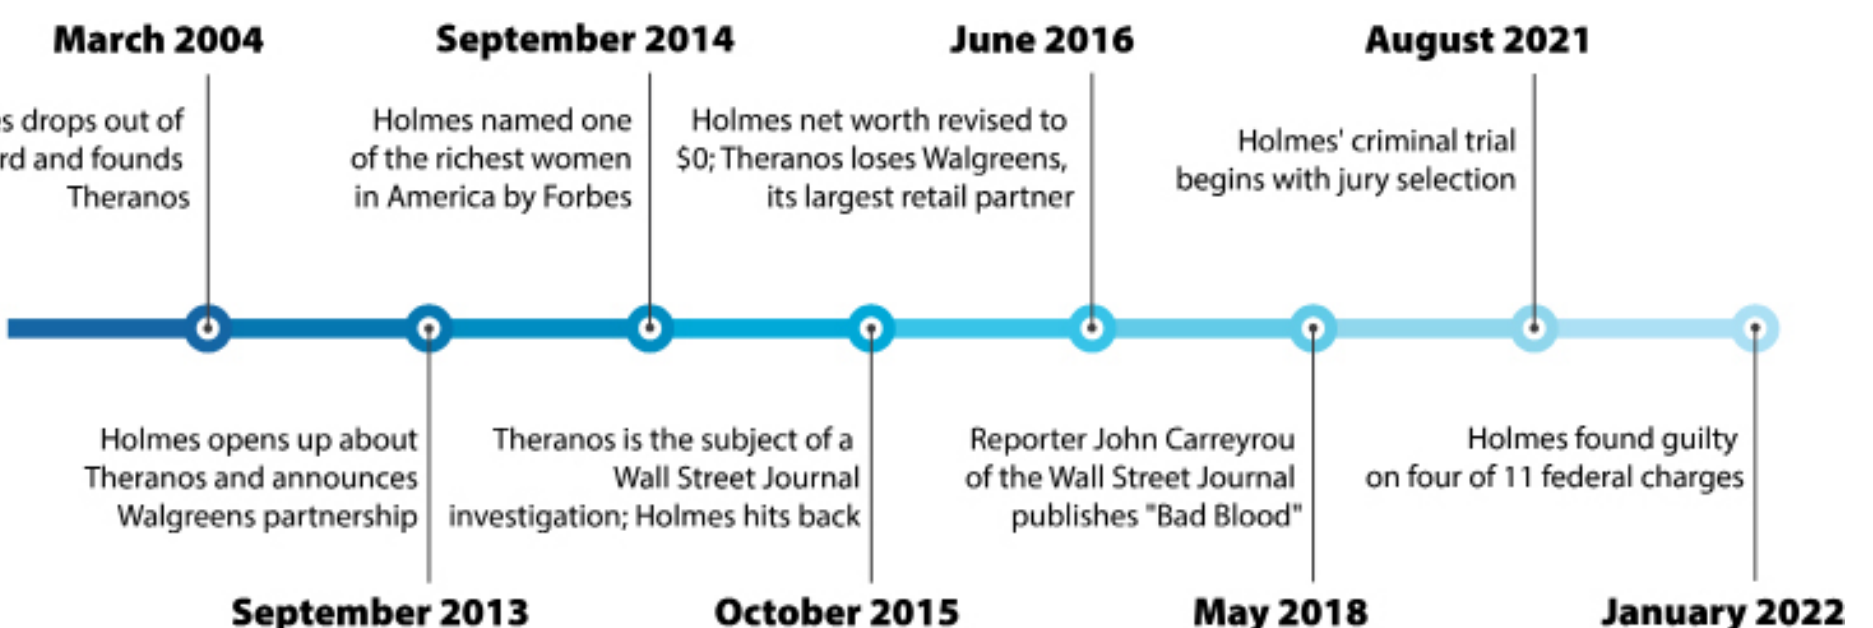 March 2004
s drops out of
rd and founds
Theranos
September 2014
Holmes named one
of the richest women
in America by Forbes
June 2016
Holmes net worth revised to
$0; Theranos loses Walgreens,
its largest retail partner
August 2021
Holmes' criminal trial
begins with jury selection
Holmes opens up about
Theranos and announces
Walgreens partnership
September 2013
Theranos is the subject of a
Wall Street Journal
investigation; Holmes hits back
October 2015
Reporter John Carreyrou
of the Wall Street Journal
publishes "Bad Blood"
May 2018
Holmes found guilty
on four of 11 federal charges
January 2022